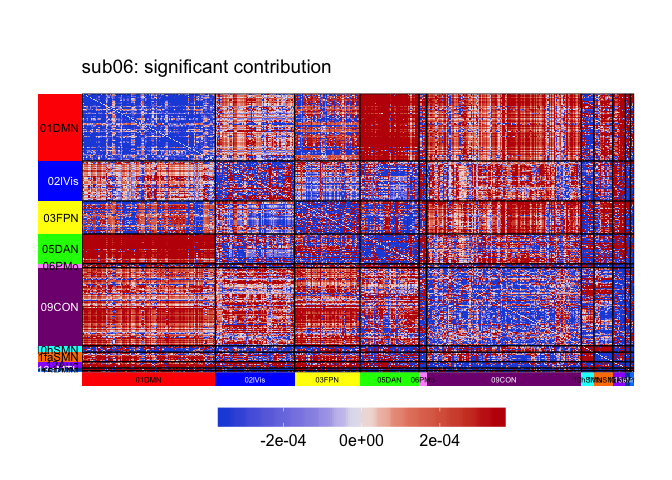 sub06: significant contribution
01DMN
02lVis
03FPN
05DAN
06PMo
09CON
01DMN
02lVis
03FPN
05DAN
06PMo
09CON
-2e-04
0e+00
2e-04